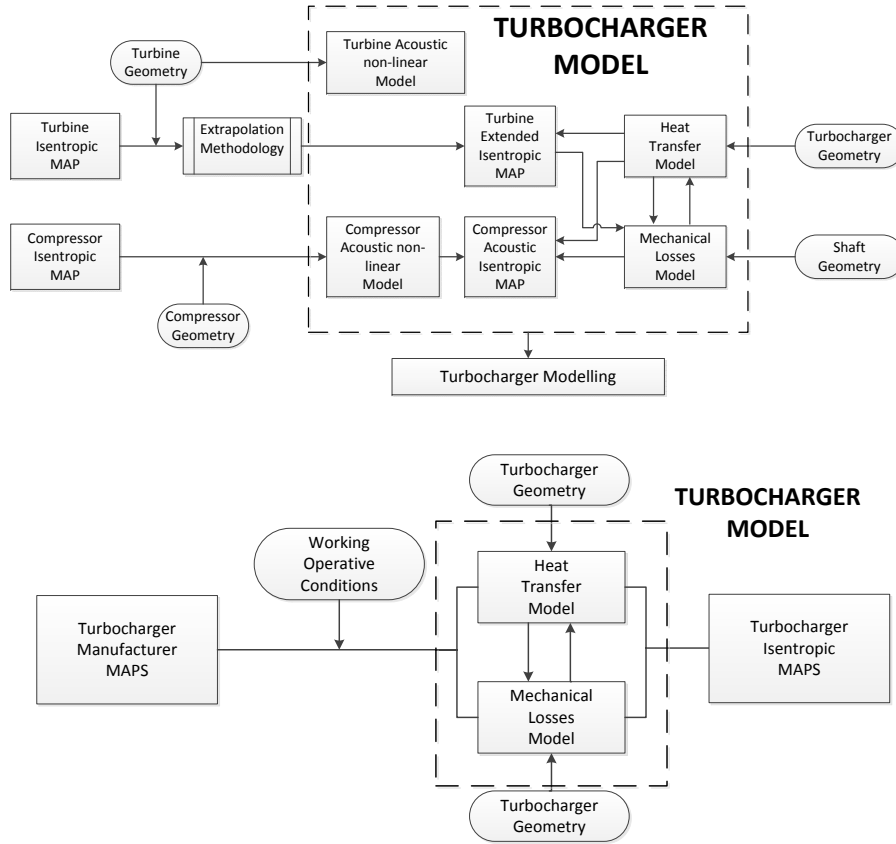 TURBOCHARGER
MODEL
Turbine
Geometry
Turbine Acoustic
non-linear
Model
Turbine
Isentropic
MAP
Extrapolation
Methodology
Turbine
Extended
Isentropic
MAP
Heat
Transfer
Model
Turbocharger
Geometry
Compressor
Isentropic
MAP
Compressor
Acoustic non-
linear
Model
Compressor
Acoustic
Isentropic
MAP
Mechanical
Losses
Model
Shaft
Geometry
Compressor
Geometry
Turbocharger Modelling
Turbocharger
Geometry
TURBOCHARGER
MODEL
Working
Operative
Conditions
Heat
Transfer
Model
Turbocharger
Manufacturer
MAPS
Turbocharger
Isentropic
MAPS
Mechanical
Losses
Model
Turbocharger
Geometry